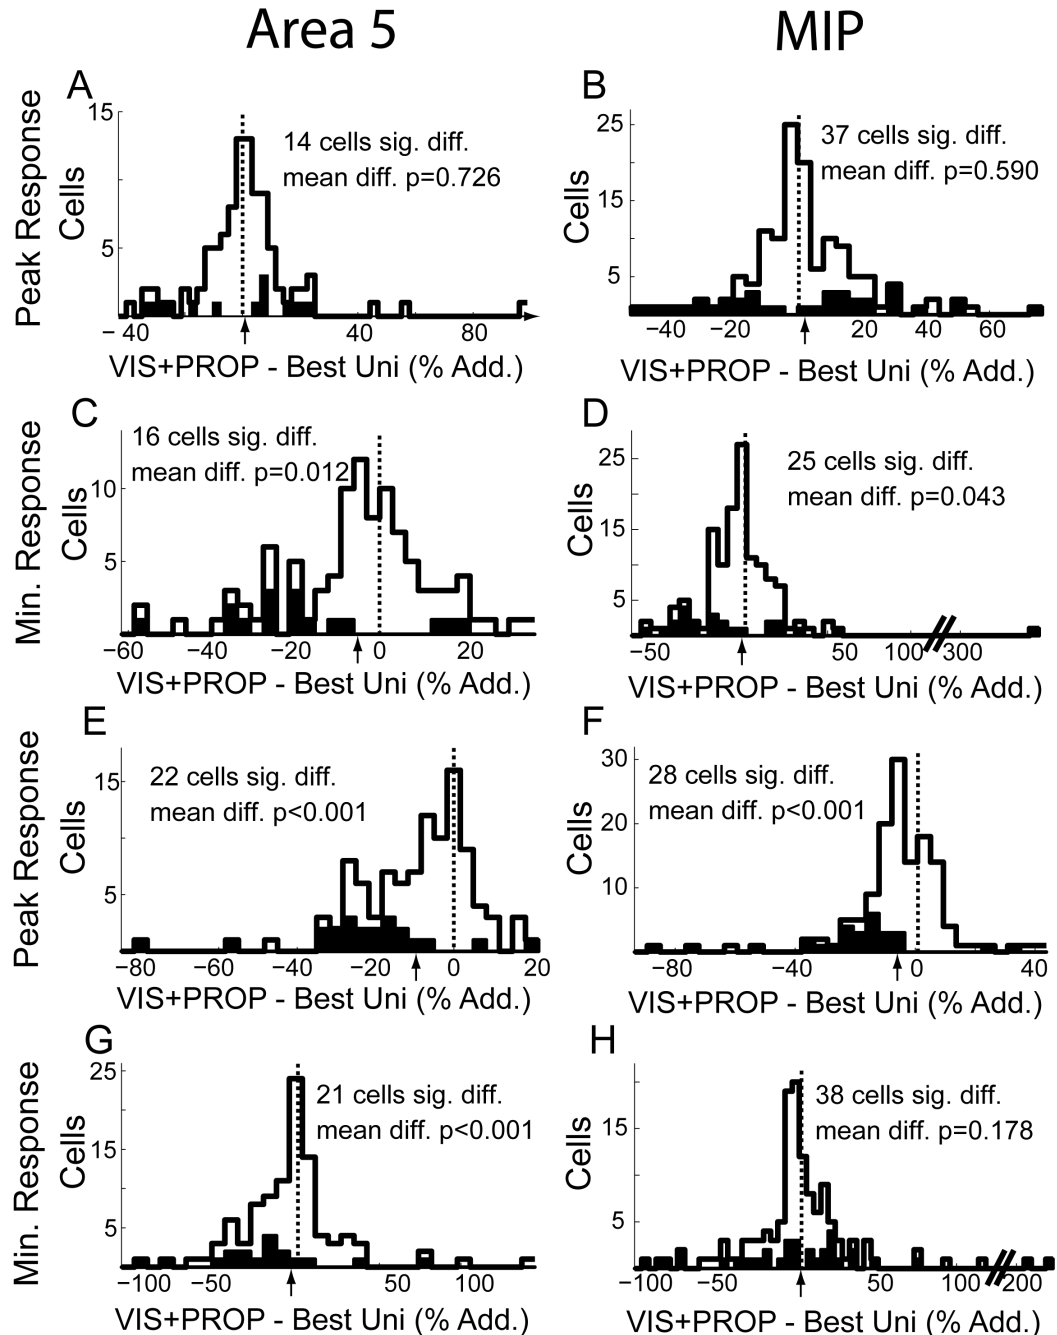 Area 5
MIP
A
Peak Response
Cells
15
5
14 cells sig. diff.
mean diff. p=0.726
−40
40
80
VIS+PROP - Best Uni (% Add.)
B
Cells
25
15
5
37 cells sig. diff.
mean diff. p=0.590
−40
−20
20
40
60
VIS+PROP - Best Uni (% Add.)
C
Min. Response
Cells
10
5
16 cells sig. diff.
mean diff. p=0.012
−60
−40
−20
0
20
VIS+PROP - Best Uni (% Add.)
D
Cells
25
15
5
25 cells sig. diff.
mean diff. p=0.043
−50
50
100
300
VIS+PROP - Best Uni (% Add.)
E
Peak Response
Cells
15
5
22 cells sig. diff.
mean diff. p<0.001
−80
−60
−40
−20
0
20
VIS+PROP - Best Uni (% Add.)
F
Cells
30
20
10
28 cells sig. diff.
mean diff. p<0.001
−80
−40
0
40
VIS+PROP - Best Uni (% Add.)
G
Min. Response
Cells
25
15
5
21 cells sig. diff.
mean diff. p<0.001
−100
−50
50
100
VIS+PROP - Best Uni (% Add.)
H
Cells
15
5
38 cells sig. diff.
mean diff. p=0.178
−100
−50
50
100
200
VIS+PROP - Best Uni (% Add.)